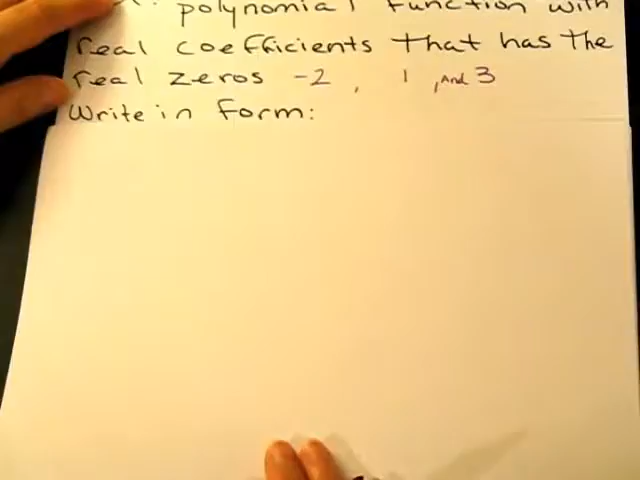 polynomial function with
real coefficients that has the
real zeros -2, 1, and 3
Write in form: